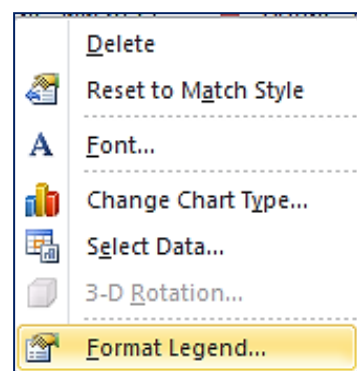 Delete
Reset to Match Style
Font...
Change Chart Type...
Select Data...
3-D Rotation...
Format Legend...